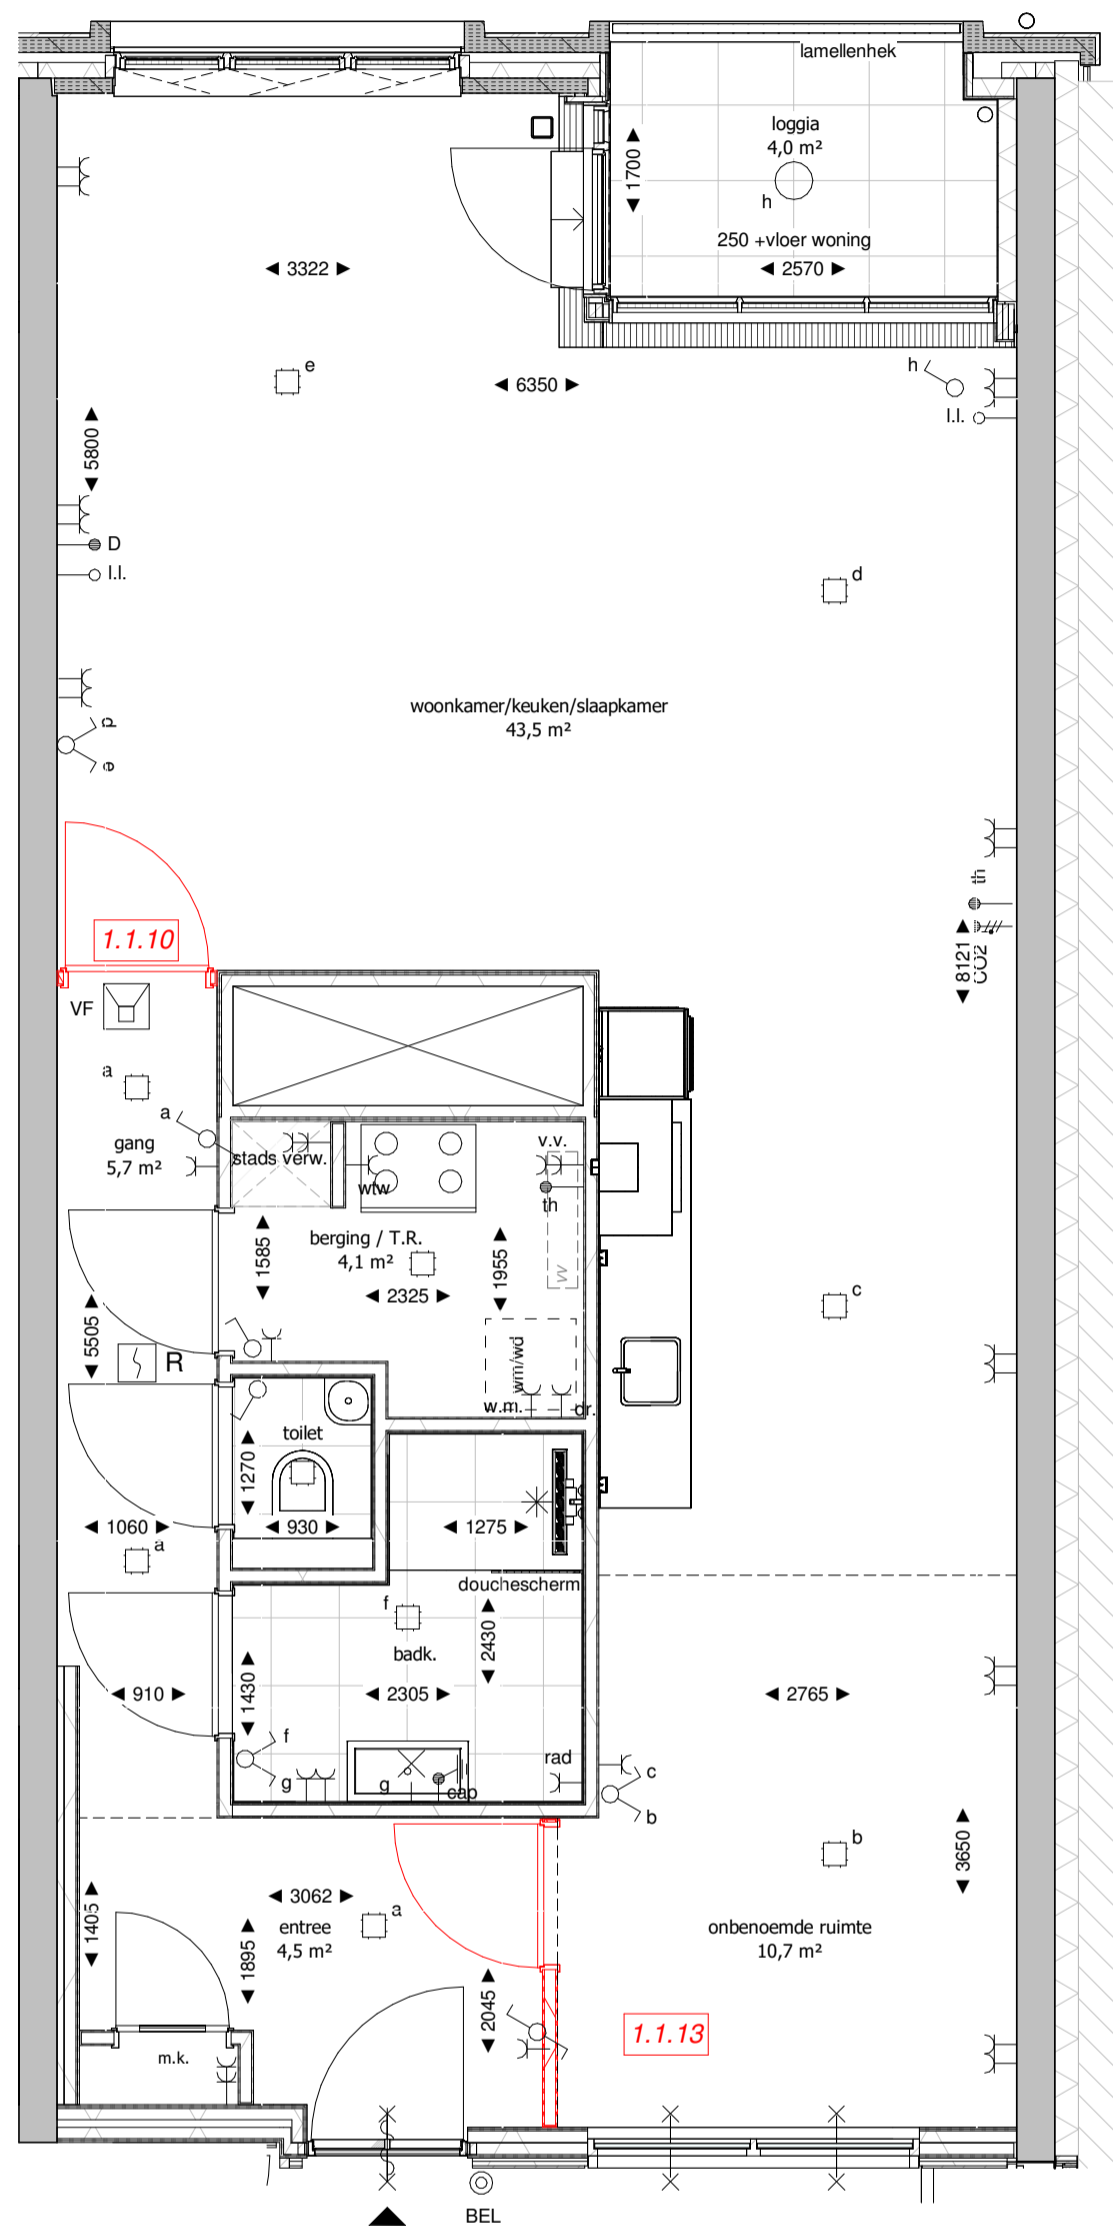 lamellenhek
loggia
4,0 m²
1700
h
250 +vloer woning
2570
3322
e
6350
h
l.l.
5800
D
l.l.
d
woonkamer/keuken/slaapkamer
43,5 m²
d
e
th
CO2
8121
1.1.10
VF
a
a
gang
5,7 m²
stads verw.
wtw
v.v.
th
berging / T.R.
4,1 m²
1585
1955
2325
vv
c
5505
R
wm/wd
w.m.
dr.
toilet
1270
930
1275
1060
a
douchescherm
f
2430
badk.
1430
2305
910
2765
f
g
g
cap
rad
c
b
b
3650
3062
a
entree
4,5 m²
1405
1895
onbenoemde ruimte
10,7 m²
2045
1.1.13
m.k.
BEL